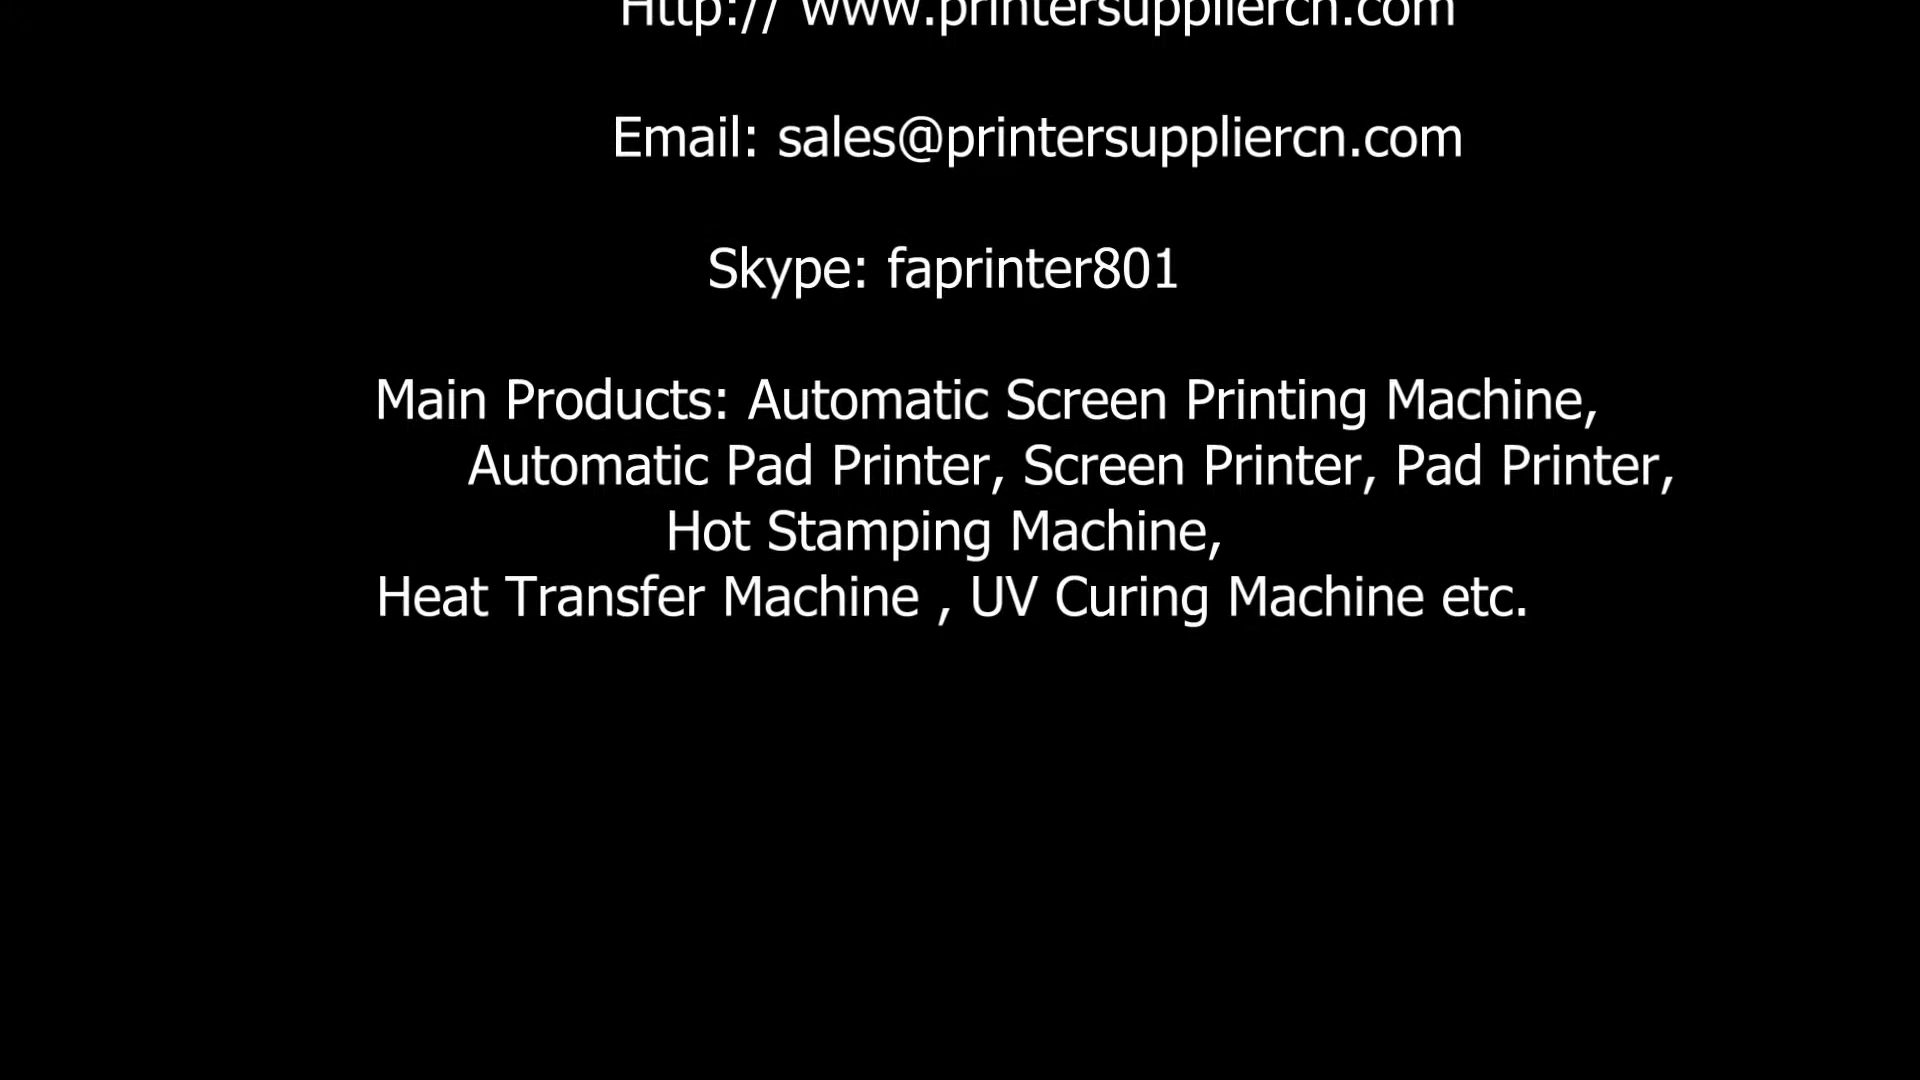 Http:// www.printersuppliercn.com
Email: sales@printersuppliercn.com
Skype: faprinter801
Main Products: Automatic Screen Printing Machine,
Automatic Pad Printer, Screen Printer, Pad Printer,
Hot Stamping Machine,
Heat Transfer Machine , UV Curing Machine etc.